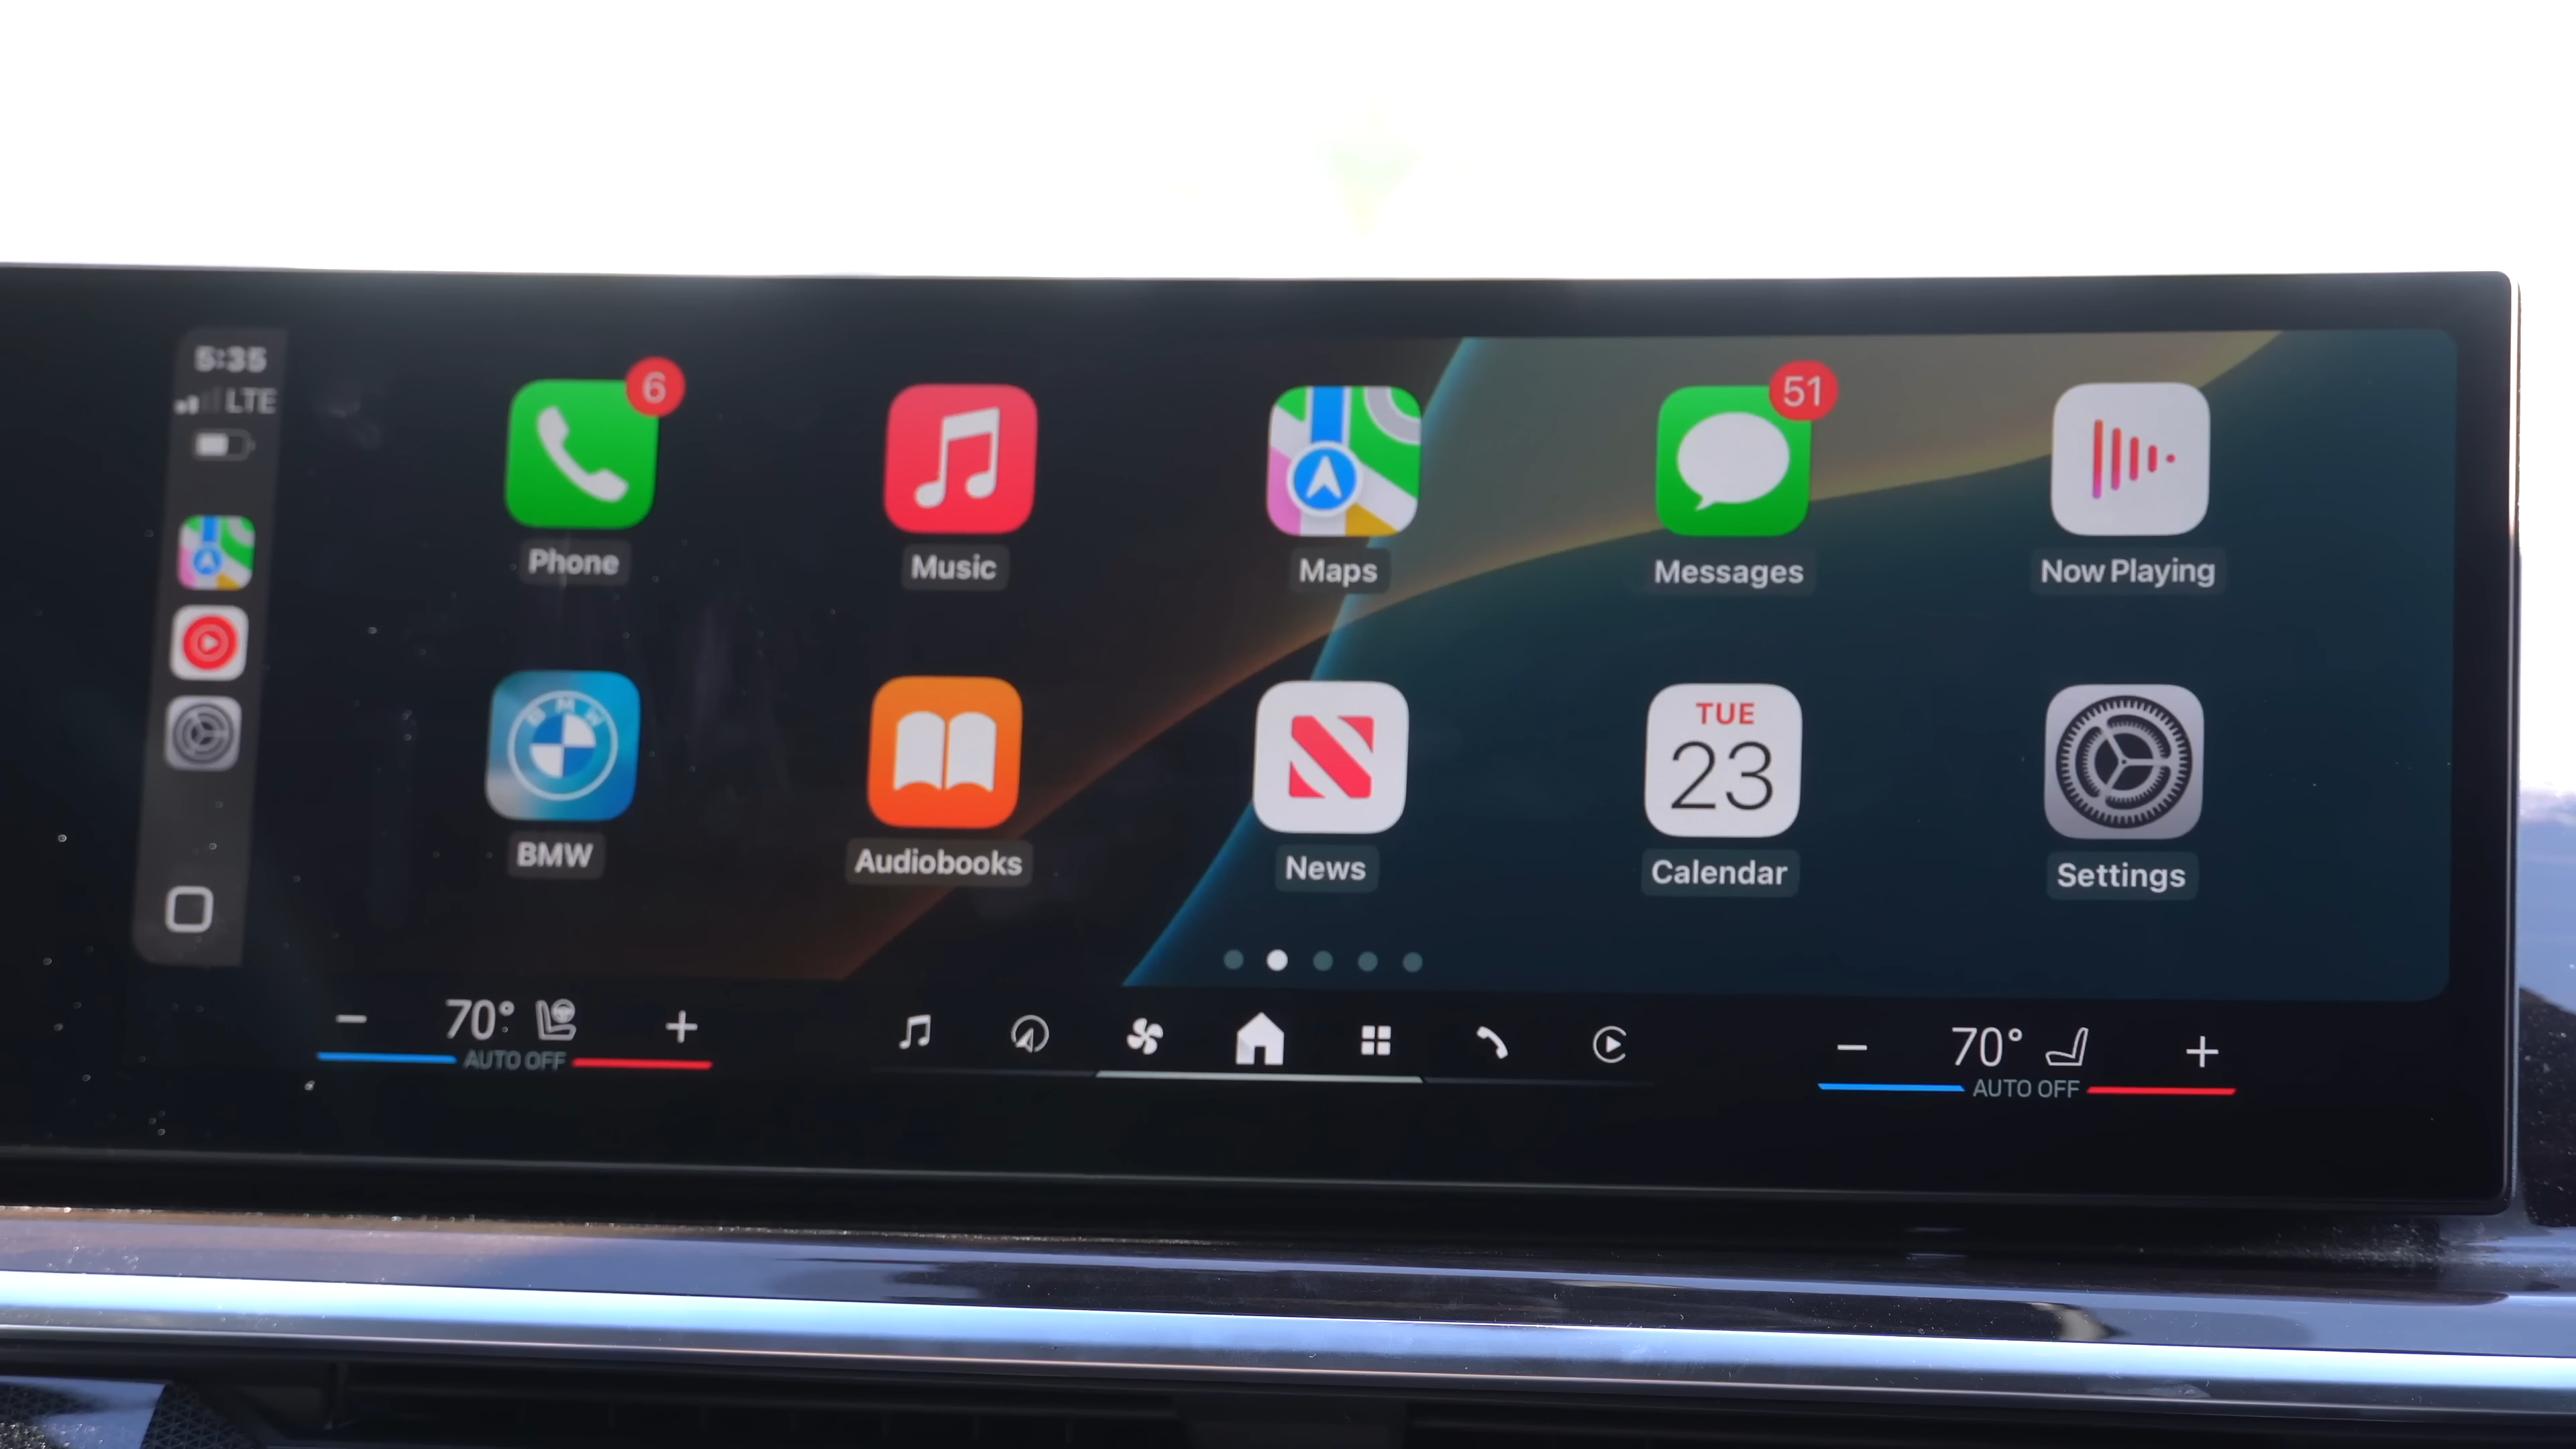 5:35
LTE
6
51
Phone
Music
Maps
Messages
Now Playing
BMW
TUE
23
BMW
Audiobooks
News
Calendar
Settings
70°
AUTO OFF
70°
AUTO OFF